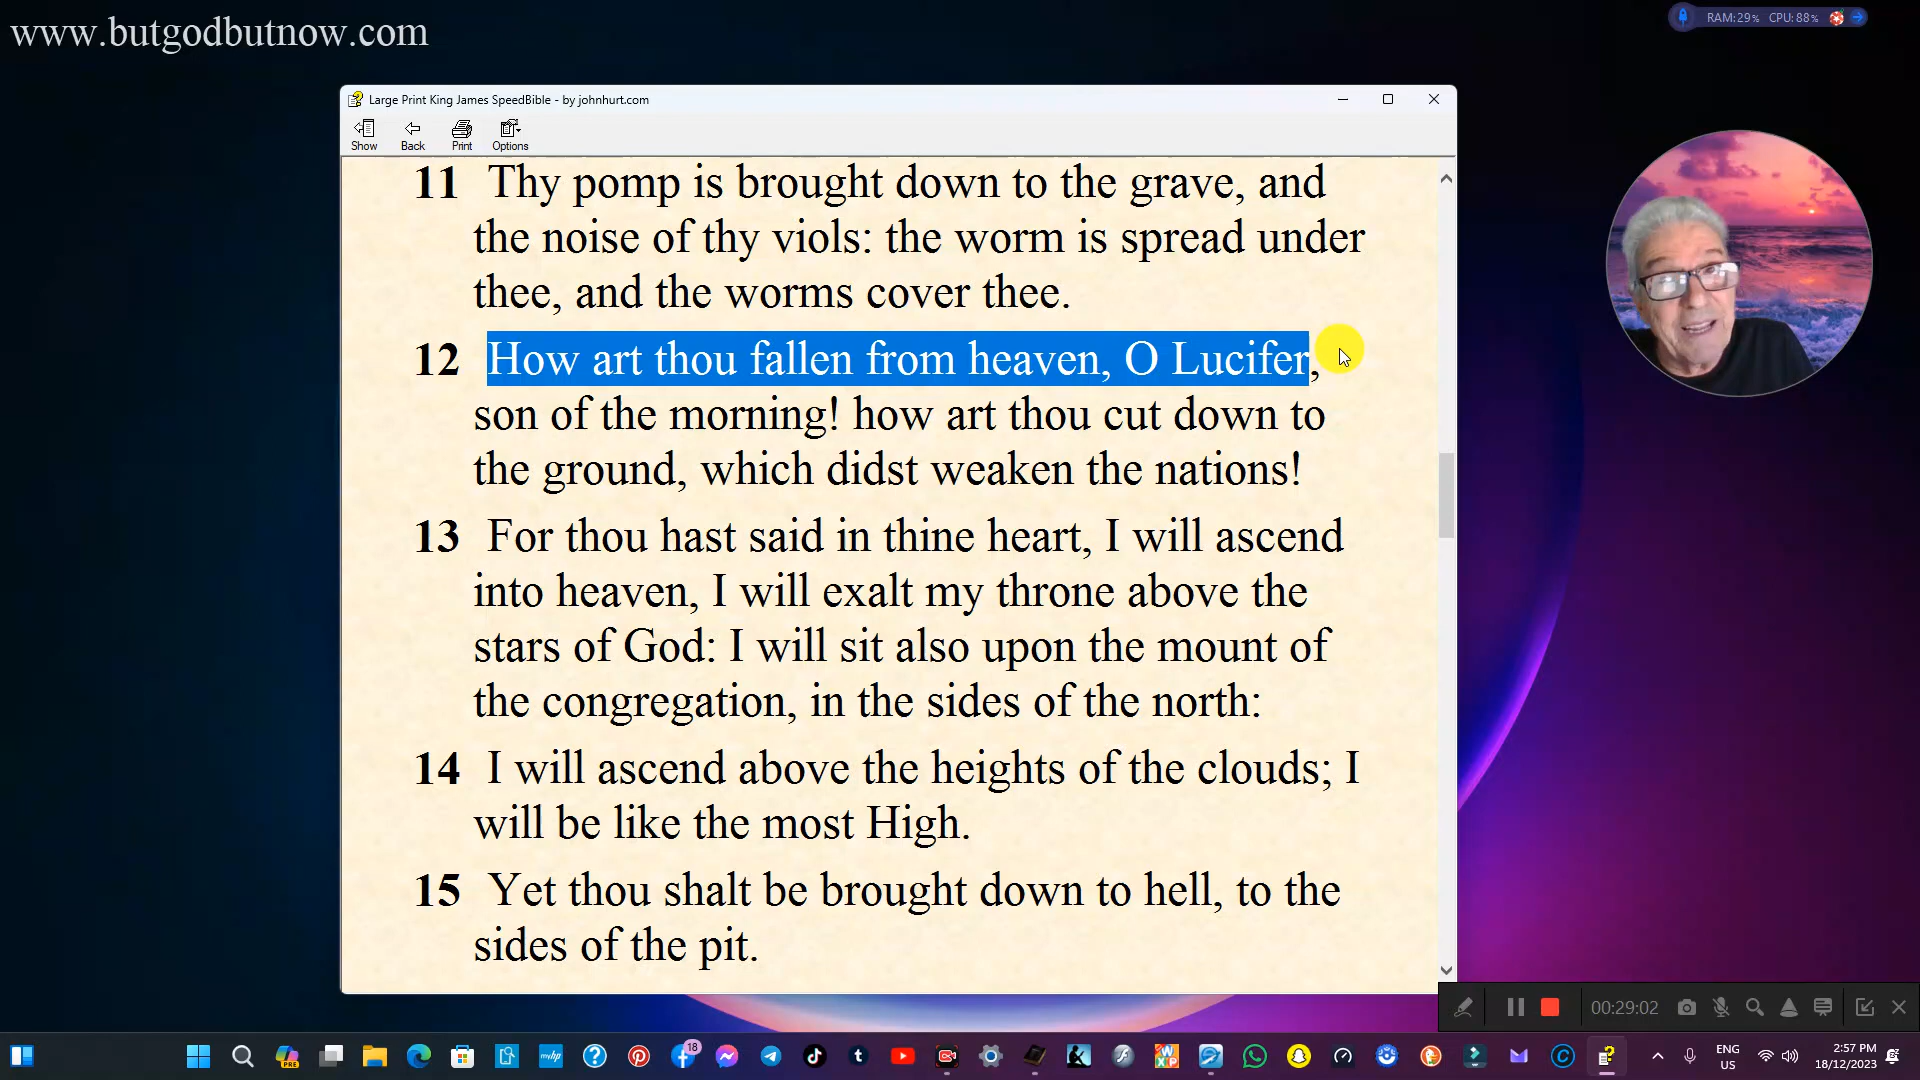 www.butgodbutnow.com
RAM:29% CPU:88%
Large Print King James SpeedBible - by johnhurt.com
Show Back Print Options
11 Thy pomp is brought down to the grave, and
the noise of thy viols: the worm is spread under
thee, and the worms cover thee.
12 How art thou fallen from heaven, O Lucifer,
son of the morning! how art thou cut down to
the ground, which didst weaken the nations!
13 For thou hast said in thine heart, I will ascend
into heaven, I will exalt my throne above the
stars of God: I will sit also upon the mount of
the congregation, in the sides of the north:
14 I will ascend above the heights of the clouds; I
will be like the most High.
15 Yet thou shalt be brought down to hell, to the
sides of the pit.
00:29:02
PRE
myhp
18
ENG
US
2:57 PM
18/12/2023